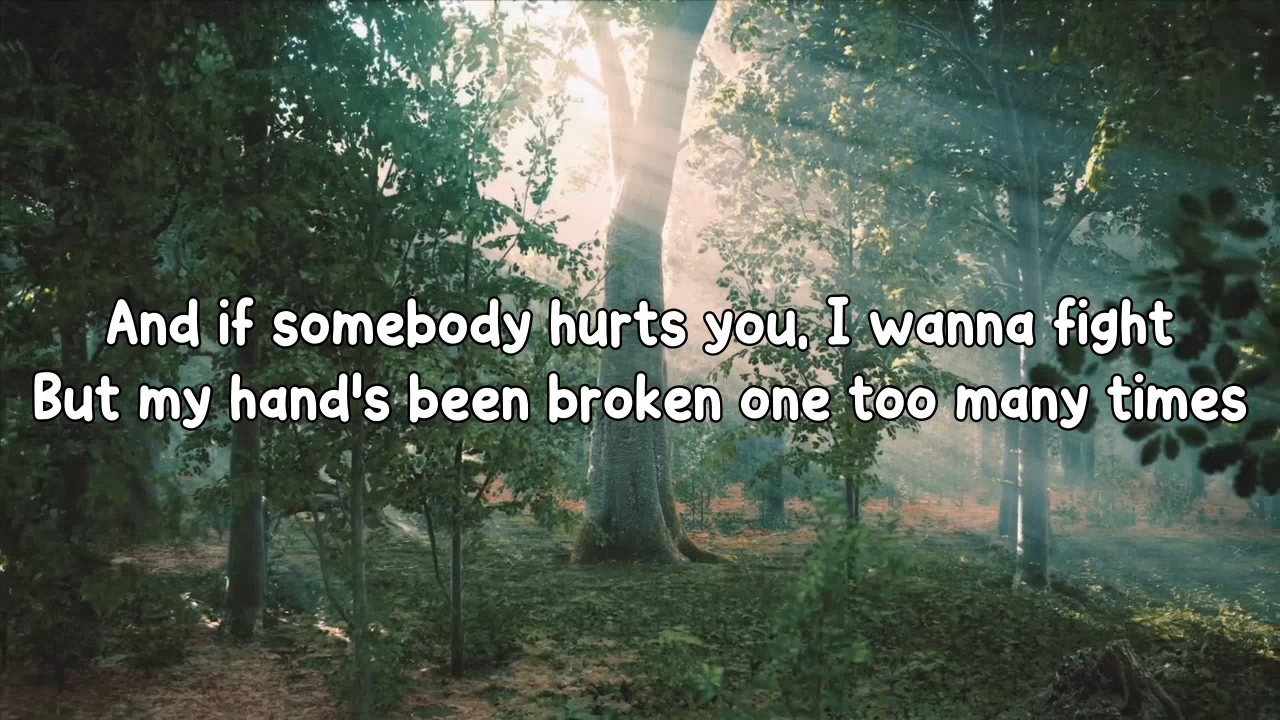 And if somebody hurts you, I wanna fight
But my hand's been broken one too many times